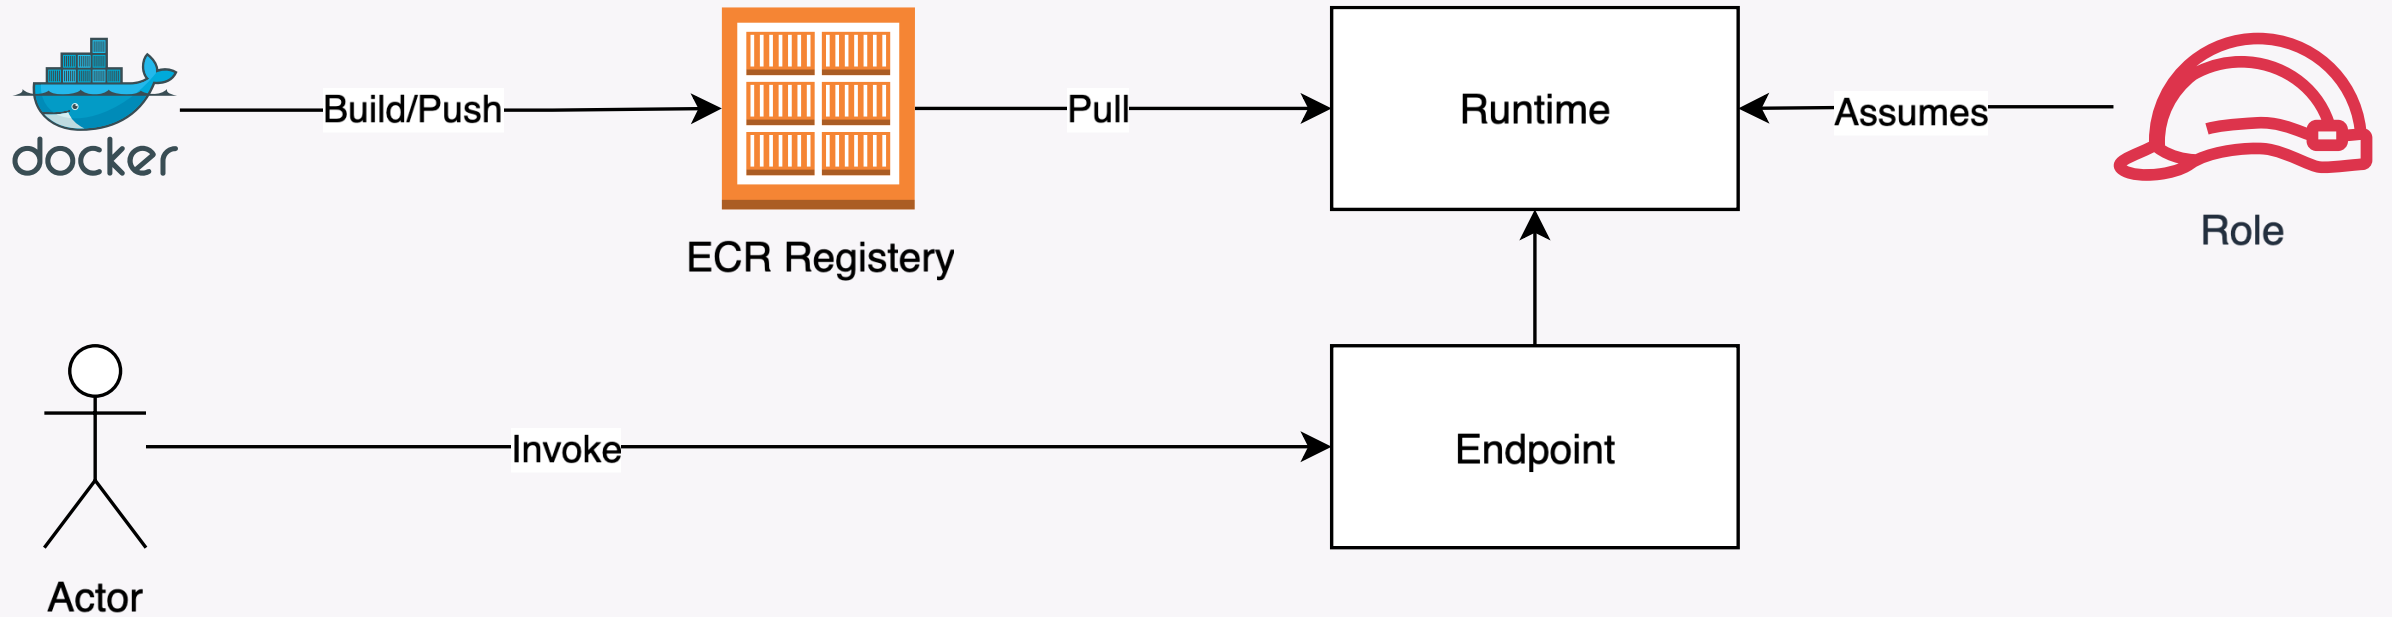 docker
Build/Push
ECR Registery
Pull
Runtime
Assumes
Role
Actor
Invoke
Endpoint